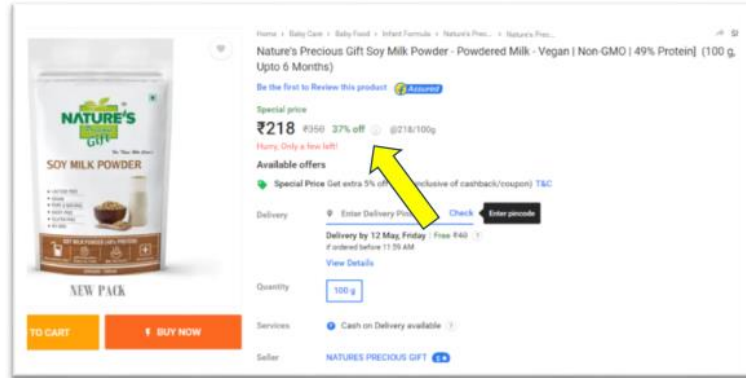 Home > Baby Care > Baby Food > Infant Formula > Nature's Prec... > Nature's Prec...
Nature's Precious Gift Soy Milk Powder - Powdered Milk - Vegan | Non-GMO | 49% Protein] (100 g,
Upto 6 Months)
Be the first to Review this product Assured
Special price
₹218 ₹350 37% off @218/100g
Hurry, Only a few left!
Available offers
Special Price Get extra 5% off inclusive of cashback/coupon) T&C
Delivery Enter Delivery Check Enter pincode
Delivery by 12 May, Friday | Free ₹40 ?
if ordered before 11:59 AM
View Details
Quantity 100 g
Services Cash on Delivery available ?
Seller NATURES PRECIOUS GIFT
NATURE'S
Gift
SOY MILK POWDER
NEW PACK
TO CART
BUY NOW